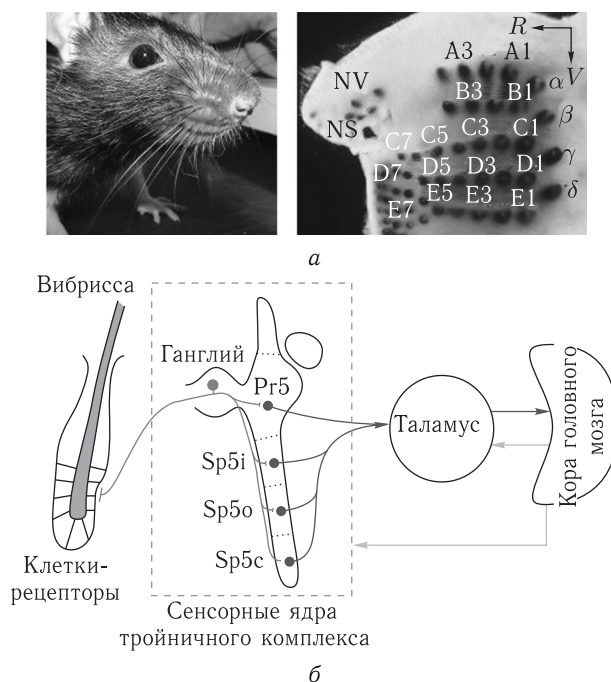 R
V
A3 A1
α
NV
B3 B1
β
NS
C7 C5 C3 C1
γ
D7 D5 D3 D1
δ
E7 E5 E3 E1
а
Вибрисса
Ганглий
Pr5
Sp5i
Sp5o
Sp5c
Таламус
Кора головного
мозга
Клетки-
рецепторы
Сенсорные ядра
тройничного комплекса
б